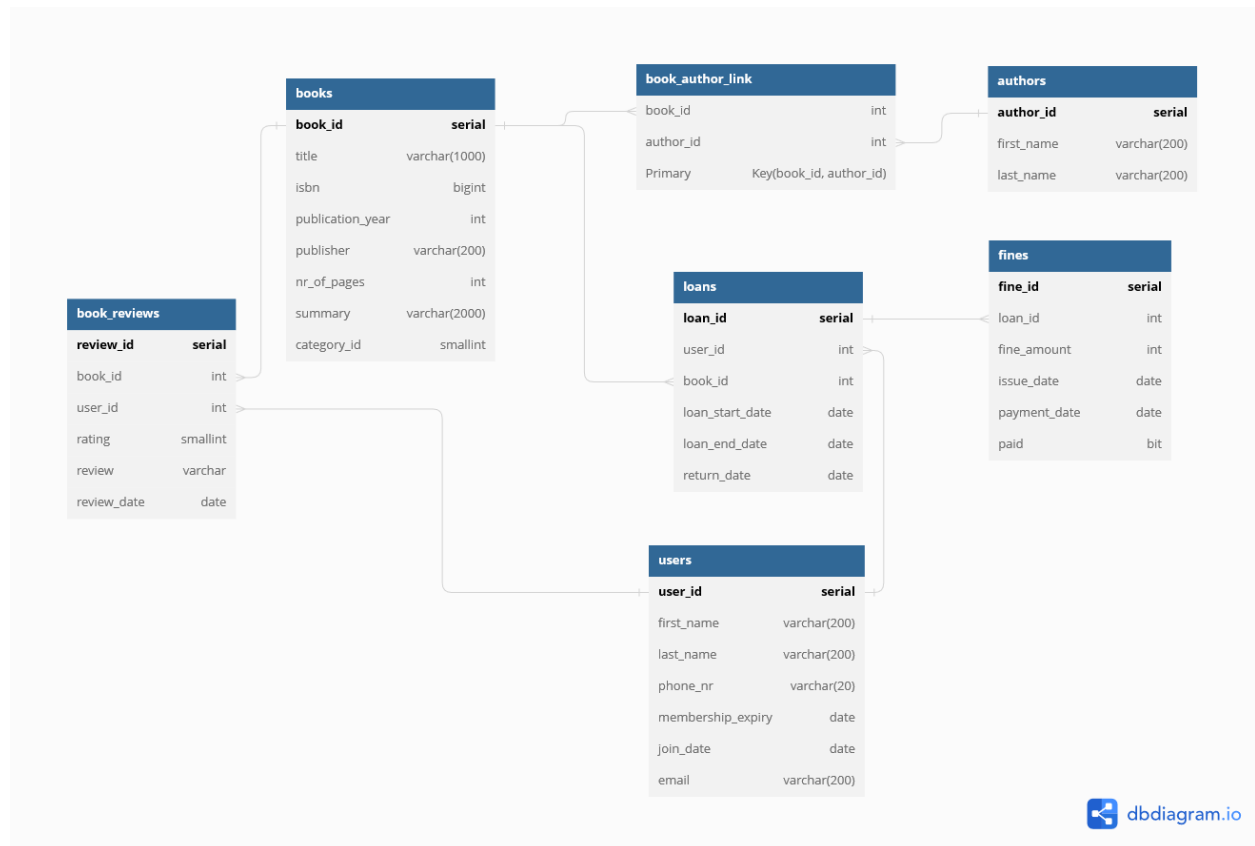 books
book_id serial
title varchar(1000)
isbn bigint
publication_year int
publisher varchar(200)
nr_of_pages int
summary varchar(2000)
category_id smallint
book_author_link
book_id int
author_id int
Primary Key(book_id, author_id)
authors
author_id serial
first_name varchar(200)
last_name varchar(200)
book_reviews
review_id serial
book_id int
user_id int
rating smallint
review varchar
review_date date
loans
loan_id serial
user_id int
book_id int
loan_start_date date
loan_end_date date
return_date date
fines
fine_id serial
loan_id int
fine_amount int
issue_date date
payment_date date
paid bit
users
user_id serial
first_name varchar(200)
last_name varchar(200)
phone_nr varchar(20)
membership_expiry date
join_date date
email varchar(200)
dbdiagram.io